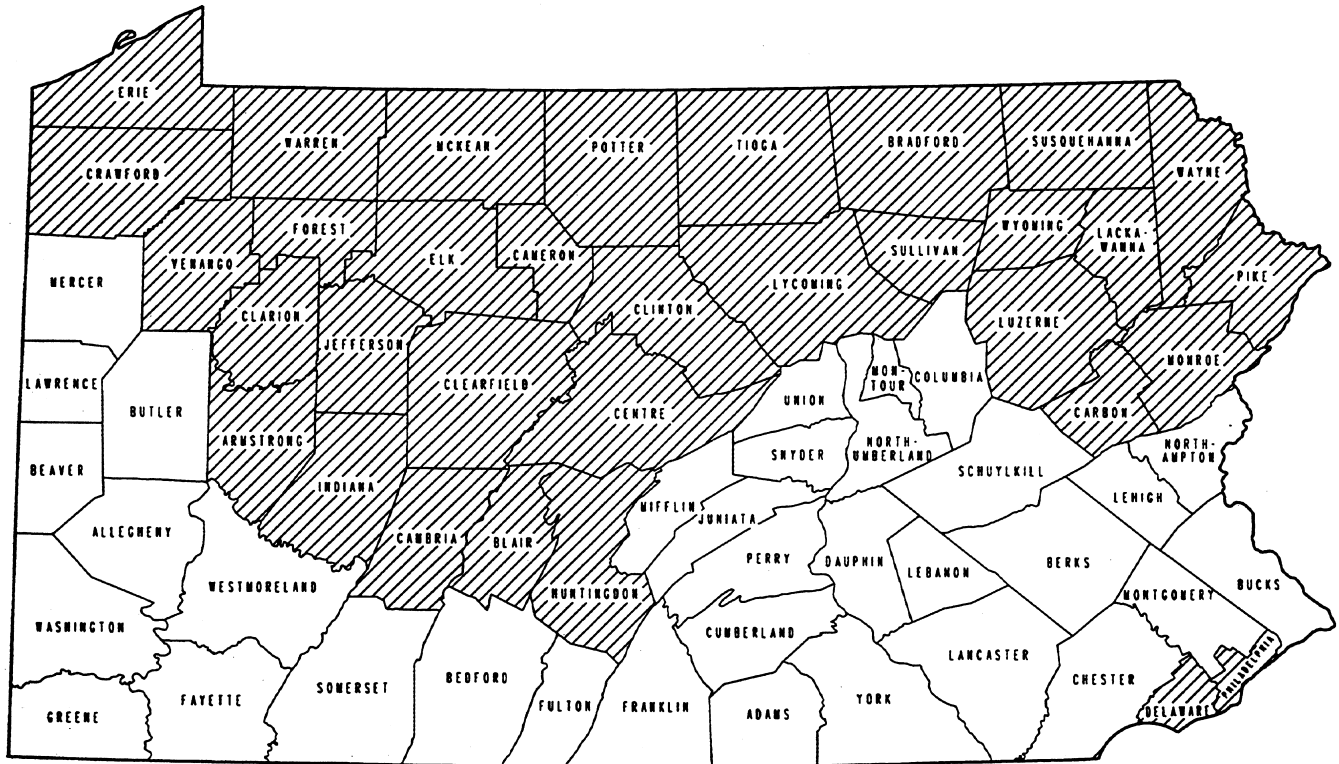 ERIE
WARREN
MCKEAN
POTTER
TIOGA
BRADFORD
SUSQUEHANNA
WAYNE
CRAWFORD
VENANGO
FOREST
ELK
CAMERON
SULLIVAN
WYOMING
LACKA-
WANNA
PIKE
MERCER
CLARION
JEFFERSON
CLINTON
LYCOMING
LUZERNE
MONROE
LAWRENCE
BUTLER
CLEARFIELD
CENTRE
UNION
MON-
TOUR
COLUMBIA
CARBON
BEAVER
ARMSTRONG
INDIANA
SNYDER
NORTH-
UMBERLAND
SCHUYLKILL
NORTH-
AMPTON
LEHIGH
ALLEGHENY
CAMBRIA
BLAIR
MIFFLIN
JUNIATA
WESTMORELAND
HUNTINGDON
PERRY
DAUPHIN
LEBANON
BERKS
MONTGOMERY
BUCKS
WASHINGTON
CUMBERLAND
LANCASTER
CHESTER
PHILADELPHIA
GREENE
FAYETTE
SOMERSET
BEDFORD
FULTON
FRANKLIN
ADAMS
YORK
DELAWARE